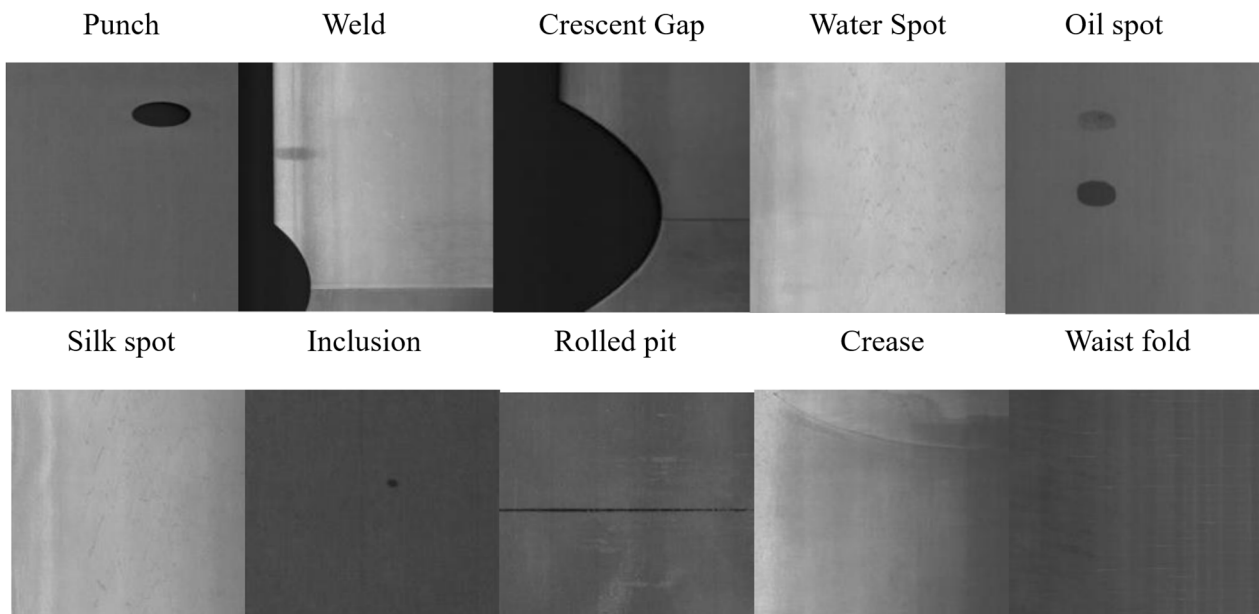 Punch Weld Crescent Gap Water Spot Oil spot
Silk spot Inclusion Rolled pit Crease Waist fold